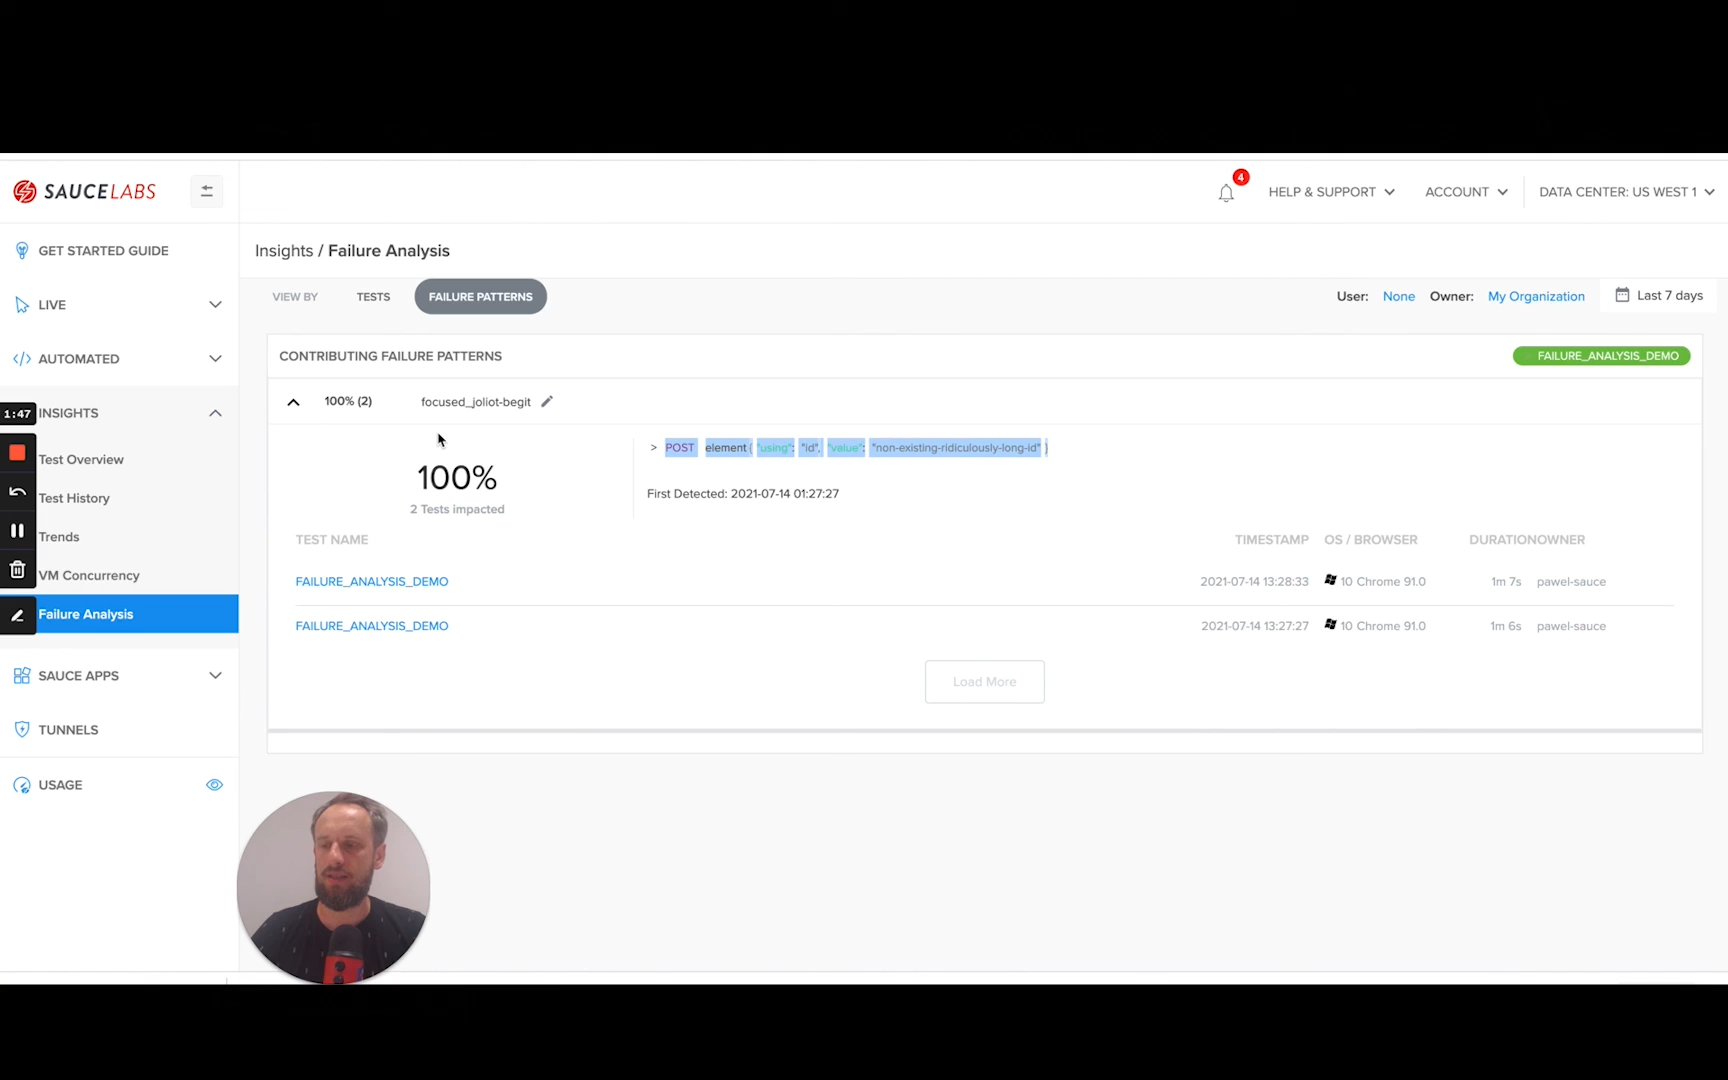 SAUCELABS
4
HELP & SUPPORT
ACCOUNT
DATA CENTER: US WEST 1
GET STARTED GUIDE
LIVE
AUTOMATED
1:47
INSIGHTS
Test Overview
Test History
Trends
VM Concurrency
Failure Analysis
SAUCE APPS
TUNNELS
USAGE
Insights / Failure Analysis
VIEW BY TESTS FAILURE PATTERNS
User: None Owner: My Organization Last 7 days
CONTRIBUTING FAILURE PATTERNS FAILURE_ANALYSIS_DEMO
100% (2) focused_joliot-begit
100%
2 Tests impacted
> POST element { "using": "id", "value": "non-existing-ridiculously-long-id" }
First Detected: 2021-07-14 01:27:27
TEST NAME TIMESTAMP OS / BROWSER DURATIONOWNER
FAILURE_ANALYSIS_DEMO 2021-07-14 13:28:33 10 Chrome 91.0 1m 7s pawel-sauce
FAILURE_ANALYSIS_DEMO 2021-07-14 13:27:27 10 Chrome 91.0 1m 6s pawel-sauce
Load More